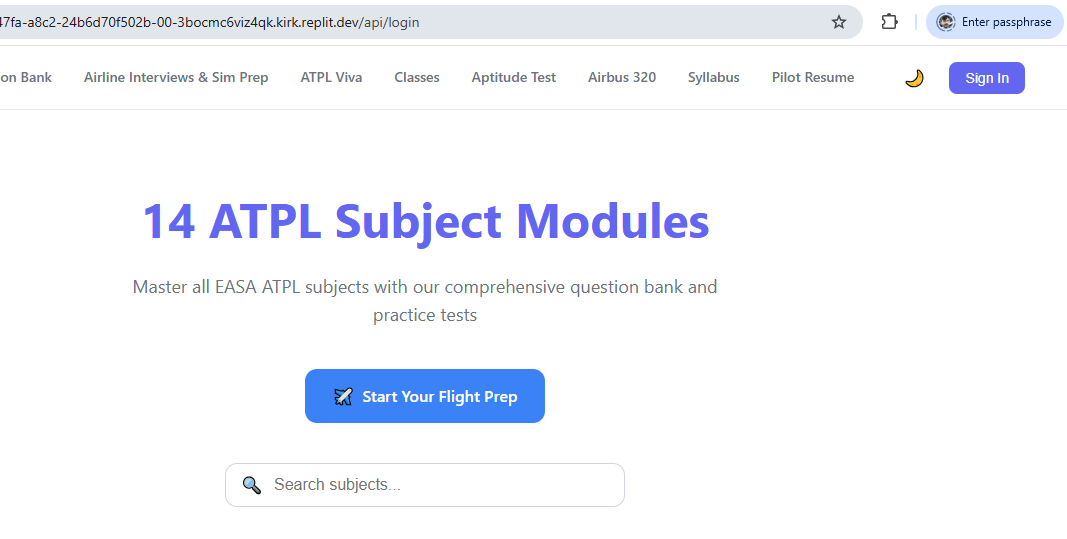 47fa-a8c2-24b6d70f502b-00-3bocmc6viz4qk.kirk.replit.dev/api/login
Enter passphrase
on Bank Airline Interviews & Sim Prep ATPL Viva Classes Aptitude Test Airbus 320 Syllabus Pilot Resume Sign In
14 ATPL Subject Modules
Master all EASA ATPL subjects with our comprehensive question bank and
practice tests
Start Your Flight Prep
Search subjects...